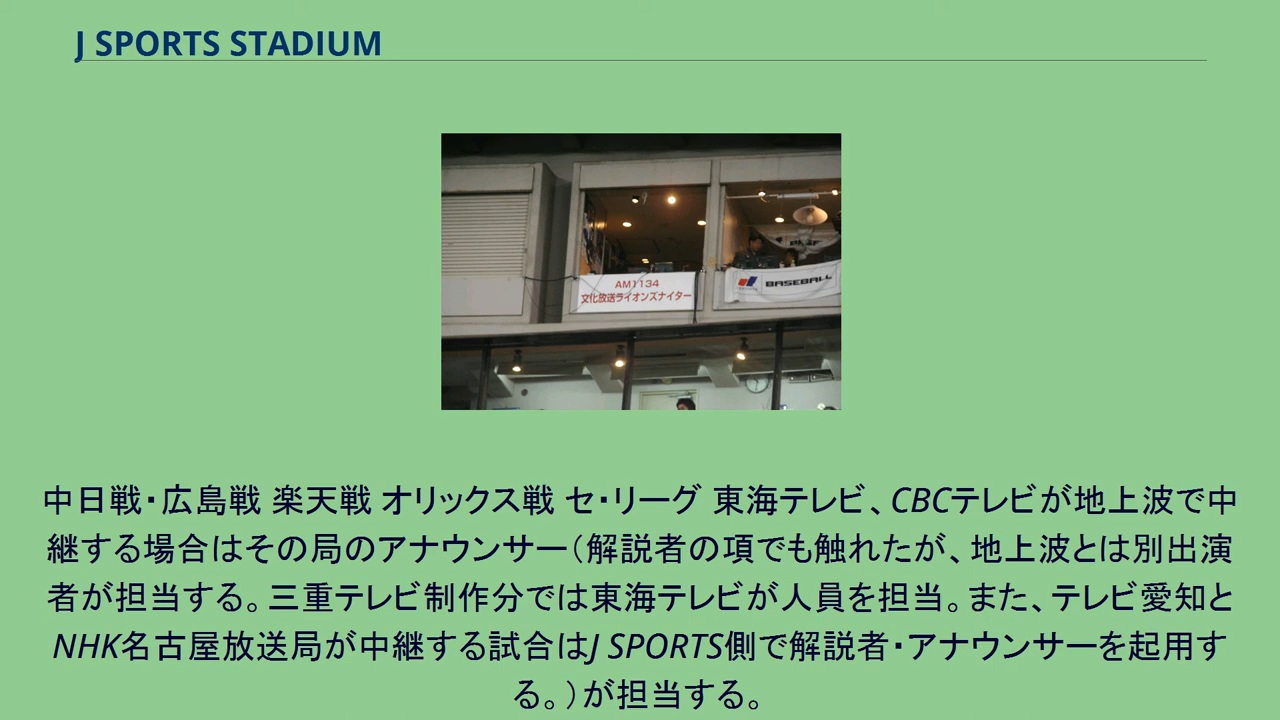 J SPORTS STADIUM
AM1134
文化放送ライオンズナイター
BASEBALL
中日戦・広島戦 楽天戦 オリックス戦 セ・リーグ 東海テレビ、CBCテレビが地上波で中
継する場合はその局のアナウンサー（解説者の項でも触れたが、地上波とは別出演
者が担当する。三重テレビ制作分では東海テレビが人員を担当。また、テレビ愛知と
NHK名古屋放送局が中継する試合はJ SPORTS側で解説者・アナウンサーを起用す
る。）が担当する。